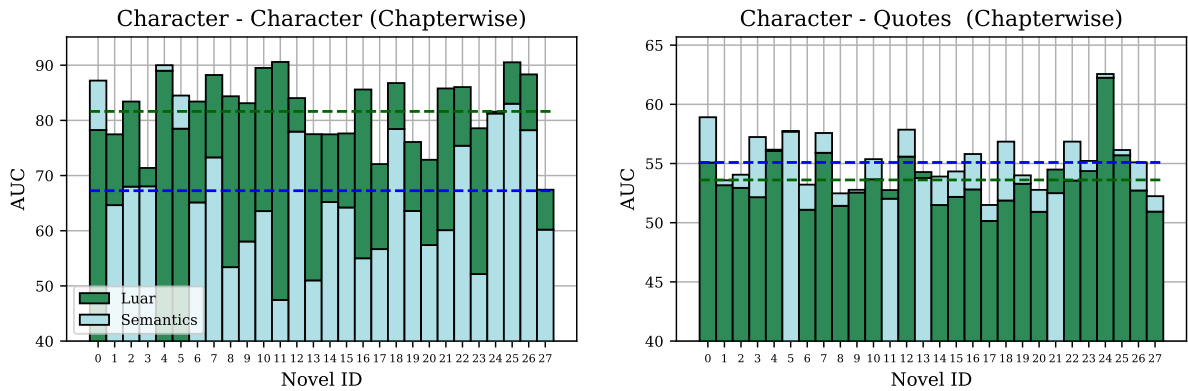 Character - Character (Chapterwise)
AUC
90
80
70
60
50
40
Luar
Semantics
0 1 2 3 4 5 6 7 8 9 10 11 12 13 14 15 16 17 18 19 20 21 22 23 24 25 26 27
Novel ID
Character - Quotes  (Chapterwise)
AUC
65
60
55
50
45
40
0 1 2 3 4 5 6 7 8 9 10 11 12 13 14 15 16 17 18 19 20 21 22 23 24 25 26 27
Novel ID